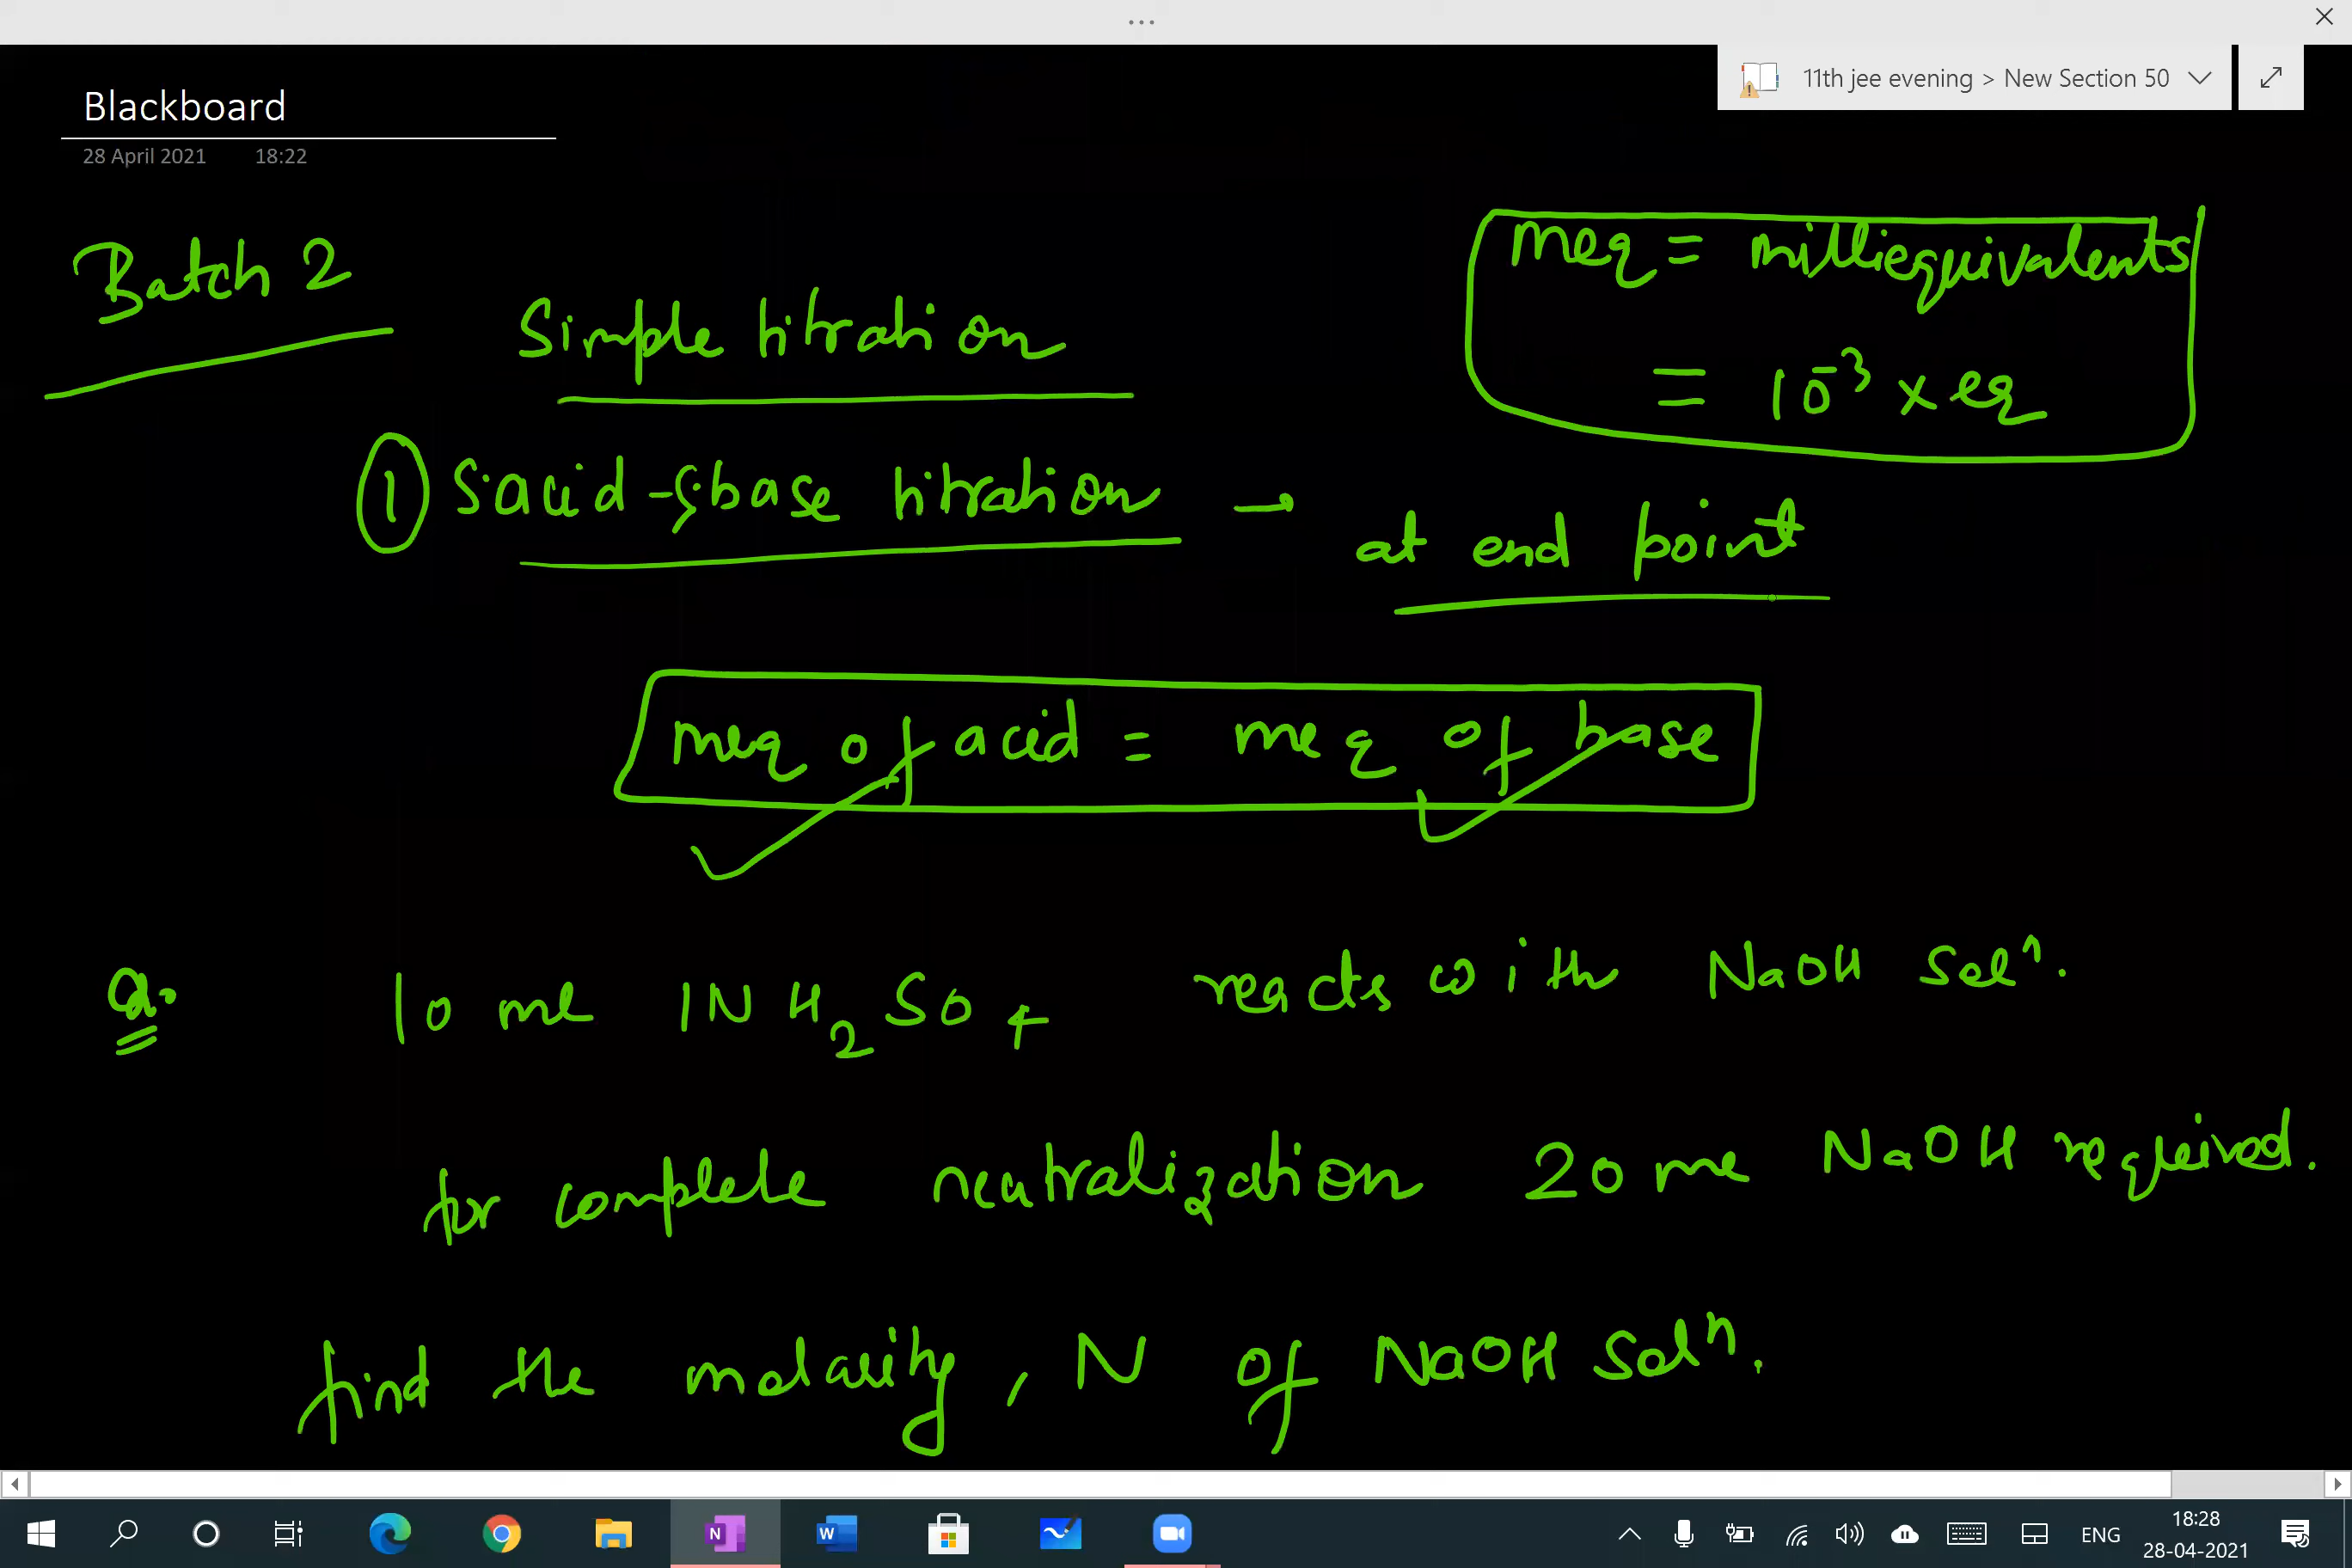 11th jee evening > New Section 50
Blackboard
28 April 2021 18:22
Batch 2
meq = milliequivalents
= 10⁻³ × eq
Simple titration
① S.acid-S.base titration → at end point
meq of acid = meq of base
Q. 10 ml 1N H₂SO₄ reacts with NaOH solⁿ.
for complete neutralization 20 ml NaOH required.
find the molarity, N of NaOH solⁿ.
ENG
18:28
28-04-2021